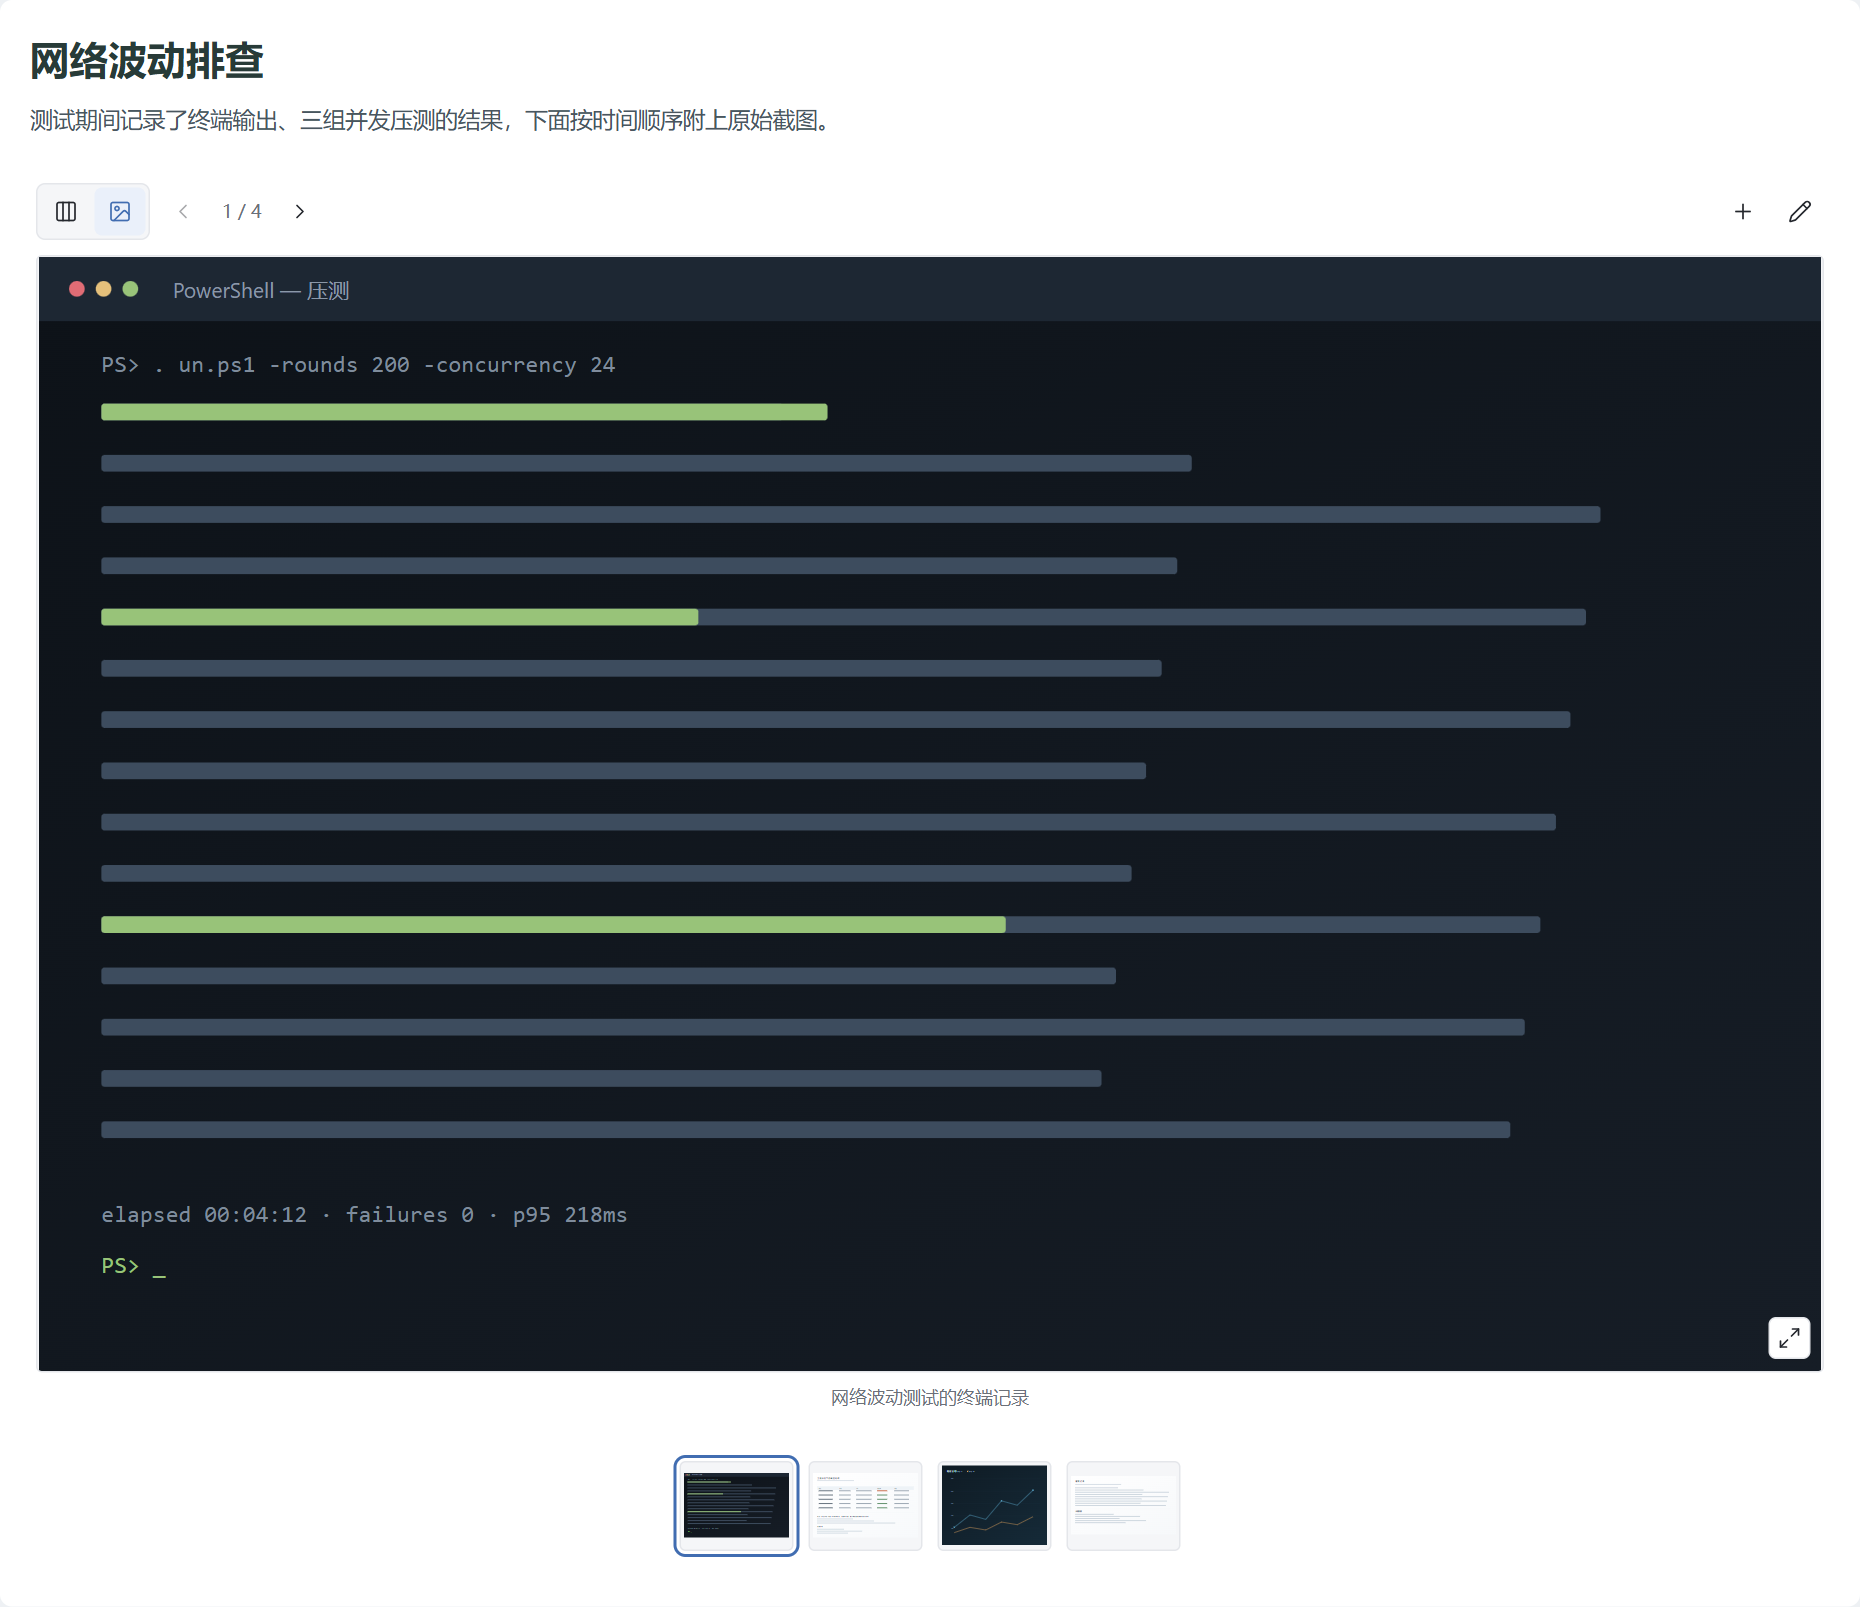 网络波动排查
测试期间记录了终端输出、三组并发压测的结果，下面按时间顺序附上原始截图。
1 / 4
PowerShell — 压测
PS> . un.ps1 -rounds 200 -concurrency 24
elapsed 00:04:12 · failures 0 · p95 218ms
PS> _
网络波动测试的终端记录